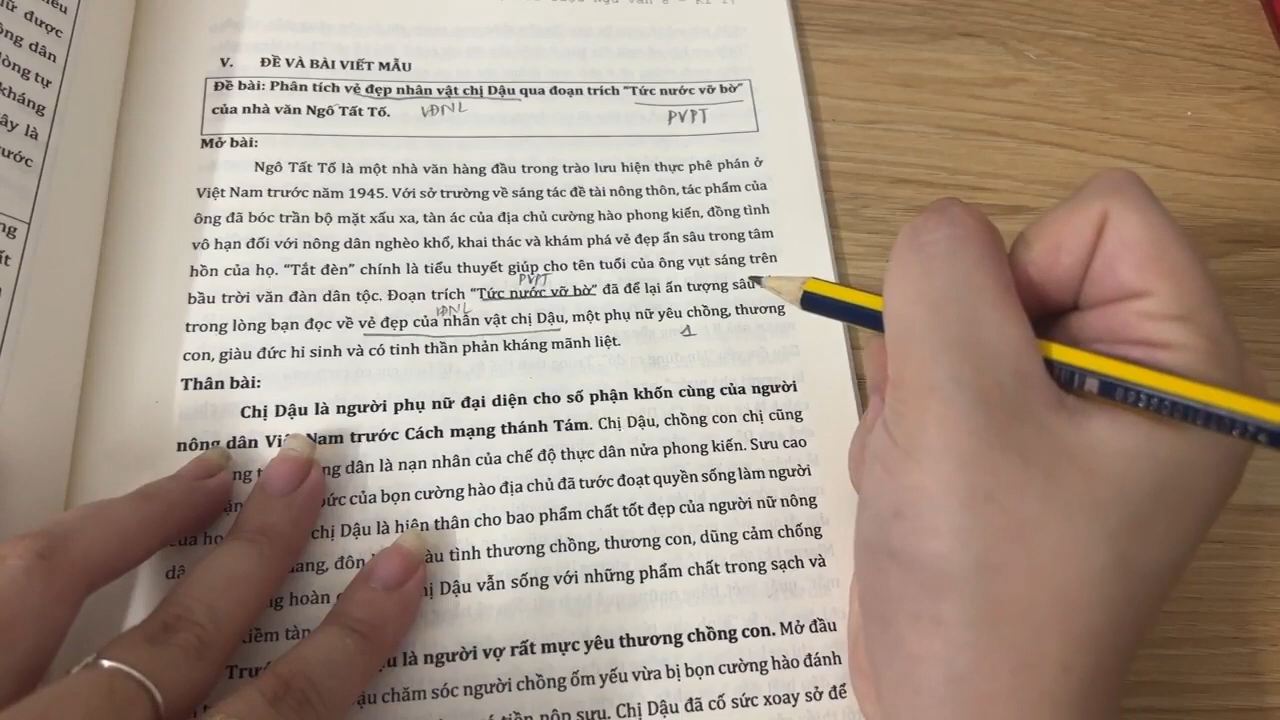 V. ĐỀ VÀ BÀI VIẾT MẪU
Đề bài: Phân tích vẻ đẹp nhân vật chị Dậu qua đoạn trích "Tức nước vỡ bờ"
của nhà văn Ngô Tất Tố. VĐNL PVPT
Mở bài:
Ngô Tất Tố là một nhà văn hàng đầu trong trào lưu hiện thực phê phán ở
Việt Nam trước năm 1945. Với sở trường về sáng tác đề tài nông thôn, tác phẩm của
ông đã bóc trần bộ mặt xấu xa, tàn ác của địa chủ cường hào phong kiến, đồng tình
vô hạn đối với nông dân nghèo khổ, khai thác và khám phá vẻ đẹp ẩn sâu trong tâm
hồn của họ. "Tắt đèn" chính là tiểu thuyết giúp cho tên tuổi của ông vụt sáng trên
PVPT
bầu trời văn đàn dân tộc. Đoạn trích "Tức nước vỡ bờ" đã để lại ấn tượng sâu
VĐNL
trong lòng bạn đọc về vẻ đẹp của nhân vật chị Dậu, một phụ nữ yêu chồng, thương
1
con, giàu đức hi sinh và có tinh thần phản kháng mãnh liệt.
Thân bài:
Chị Dậu là người phụ nữ đại diện cho số phận khốn cùng của người
nông dân Nam trước Cách mạng tháng Tám. Chị Dậu, chồng con chị cũng
dân là nạn nhân của chế độ thực dân nửa phong kiến. Sưu cao
của bọn cường hào địa chủ đã tước đoạt quyền sống làm người
chị Dậu là hiện thân cho bao phẩm chất tốt đẹp của người nữ nông
tình thương chồng, thương con, dũng cảm chống
hoàn Dậu vẫn sống với những phẩm chất trong sạch và
là người vợ rất mực yêu thương chồng con. Mở đầu
chăm sóc người chồng ốm yếu vừa bị bọn cường hào đánh
nộp sưu. Chị Dậu đã cố sức xoay sở để